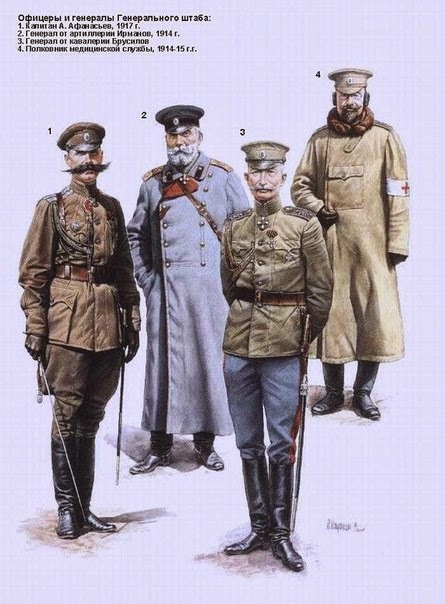 Офицеры и генералы Генерального штаба:
1. Капитан А. Афанасьев, 1917 г.
2. Генерал от артиллерии Ирманов, 1914 г.
3. Генерал от кавалерии Брусилов
4. Полковник медицинской службы, 1914-15 г.г.
4
2
1
3